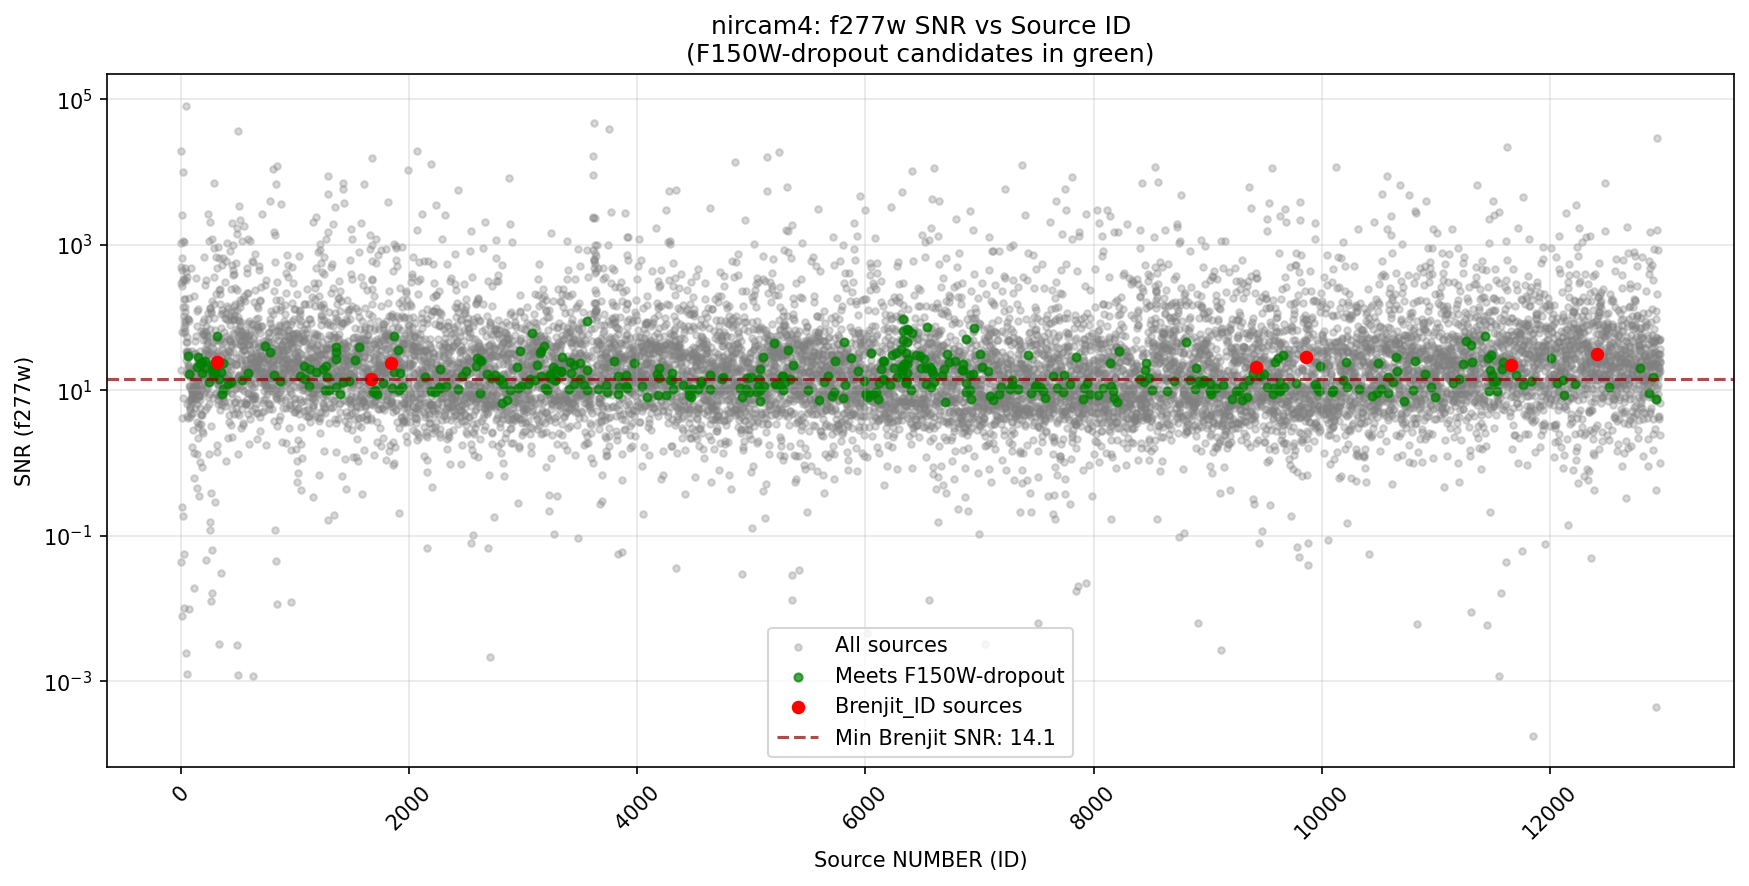 nircam4: f277w SNR vs Source ID
(F150W-dropout candidates in green)
SNR (f277w)
10^5
10^3
10^1
10^-1
10^-3
All sources
Meets F150W-dropout
Brenjit_ID sources
Min Brenjit SNR: 14.1
0
2000
4000
6000
8000
10000
12000
Source NUMBER (ID)